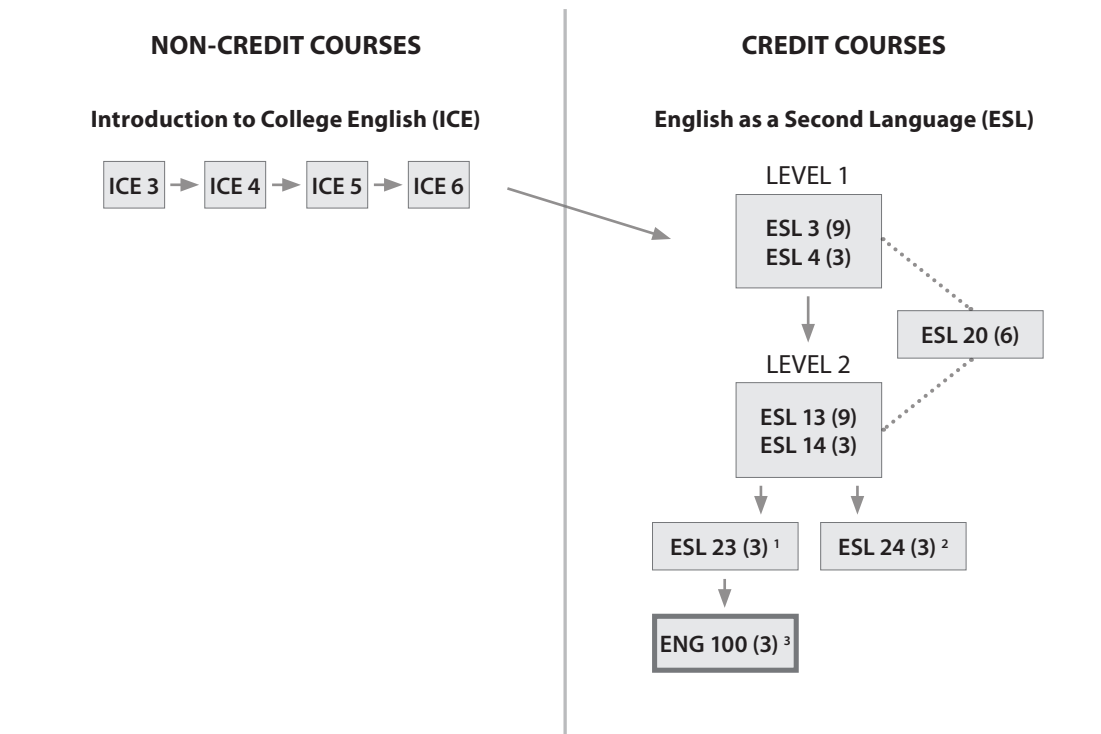 NON-CREDIT COURSES
Introduction to College English (ICE)
ICE 3
ICE 4
ICE 5
ICE 6
CREDIT COURSES
English as a Second Language (ESL)
LEVEL 1
ESL 3 (9)
ESL 4 (3)
ESL 20 (6)
LEVEL 2
ESL 13 (9)
ESL 14 (3)
ESL 23 (3) ¹
ESL 24 (3) ²
ENG 100 (3) ³